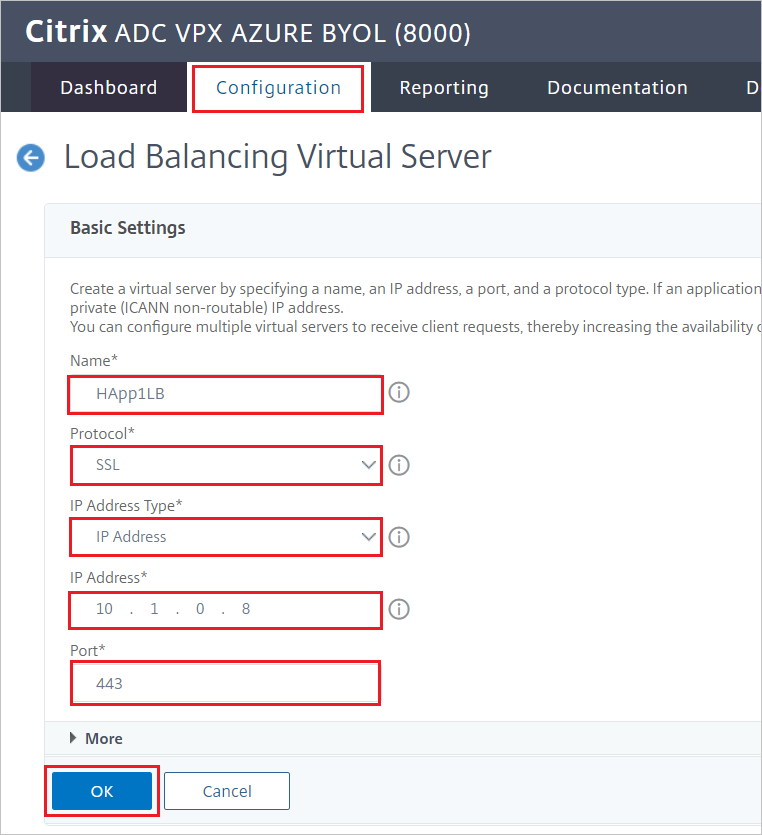 Citrix ADC VPX AZURE BYOL (8000)
Dashboard Configuration Reporting Documentation D
Load Balancing Virtual Server
Basic Settings
Create a virtual server by specifying a name, an IP address, a port, and a protocol type. If an application
private (ICANN non-routable) IP address.
You can configure multiple virtual servers to receive client requests, thereby increasing the availability o
Name*
HApp1LB
Protocol*
SSL
IP Address Type*
IP Address
IP Address*
10 . 1 . 0 . 8
Port*
443
More
OK Cancel